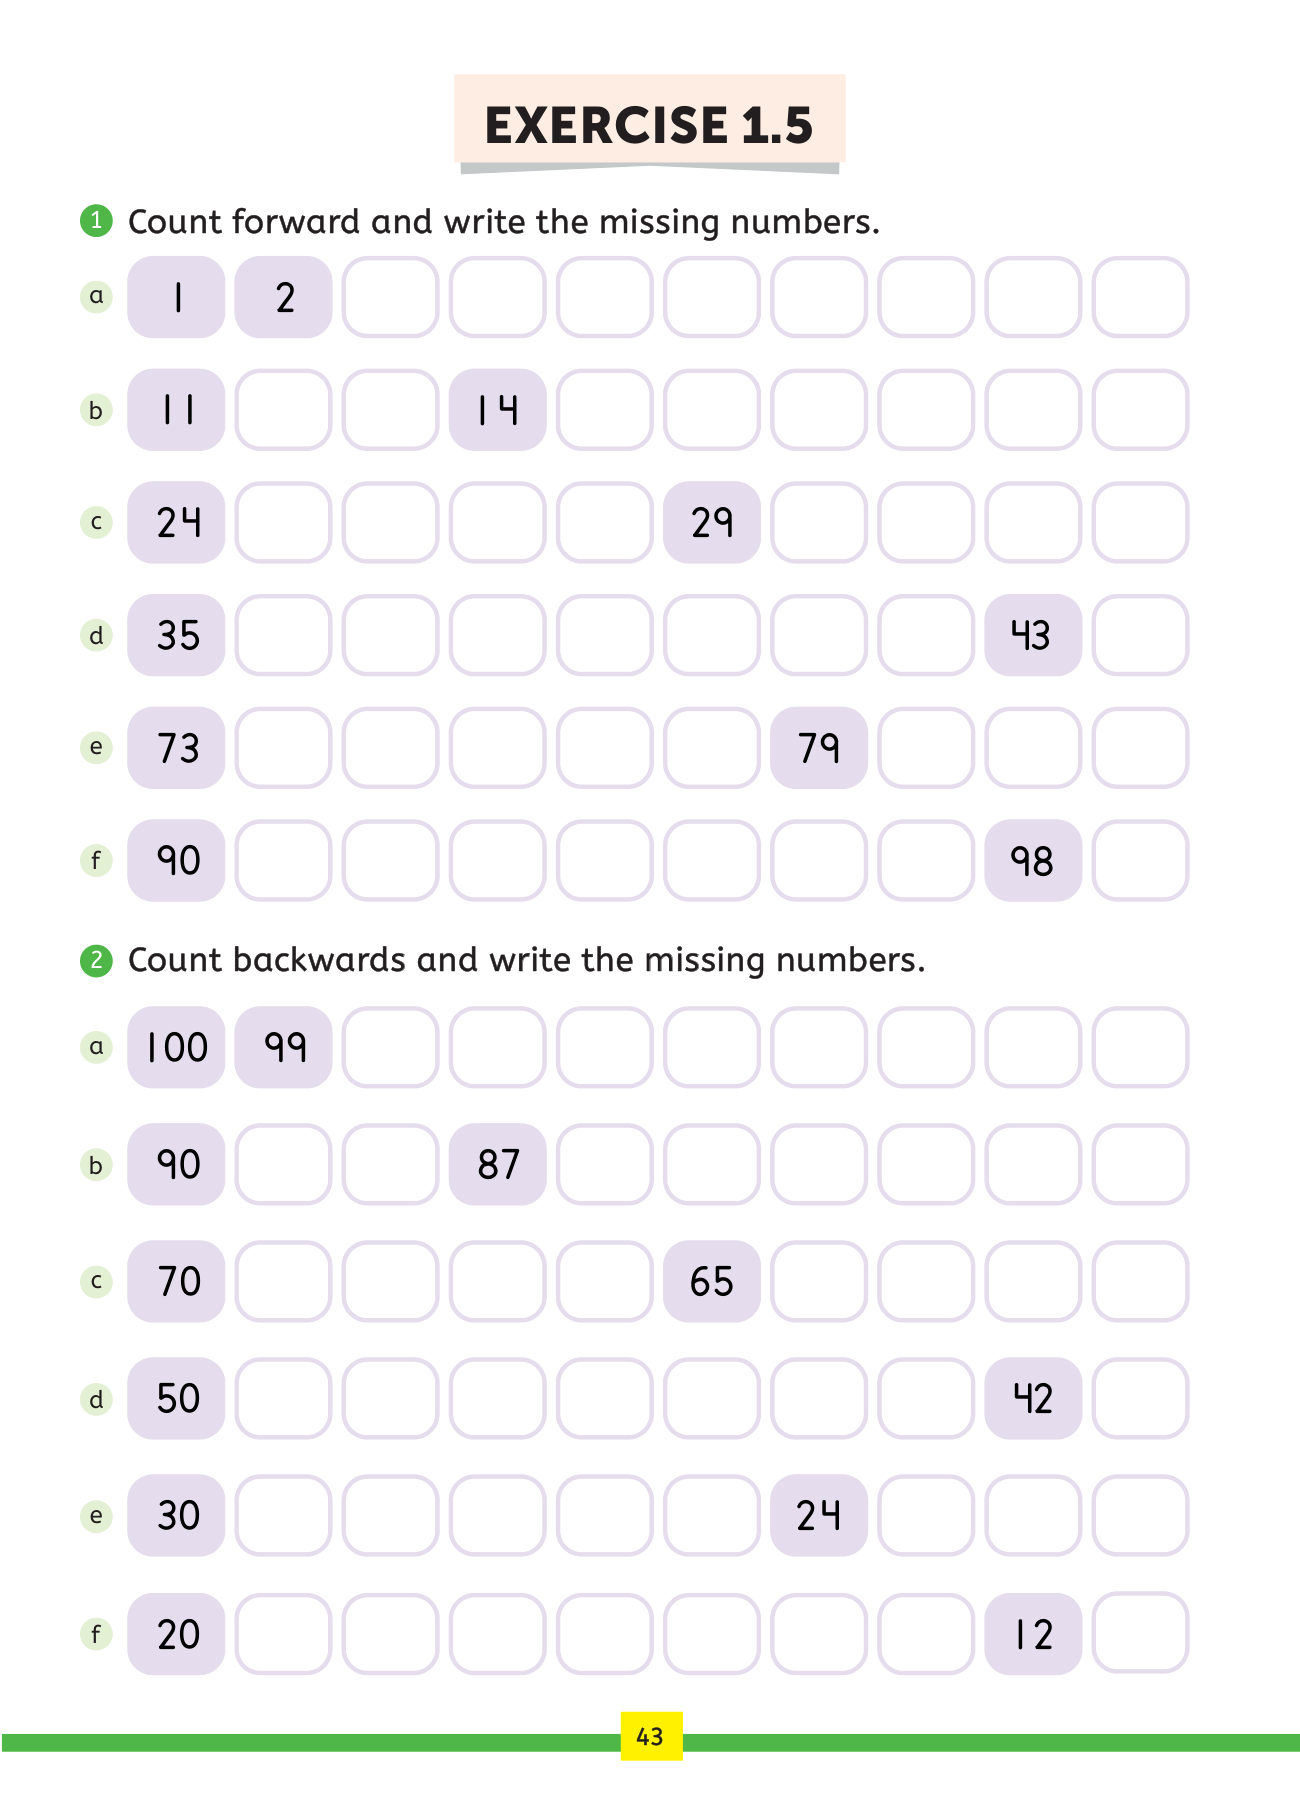 EXERCISE 1.5
1 Count forward and write the missing numbers.
a 1 2
b 11 14
c 24 29
d 35 43
e 73 79
f 90 98
2 Count backwards and write the missing numbers.
a 100 99
b 90 87
c 70 65
d 50 42
e 30 24
f 20 12
43